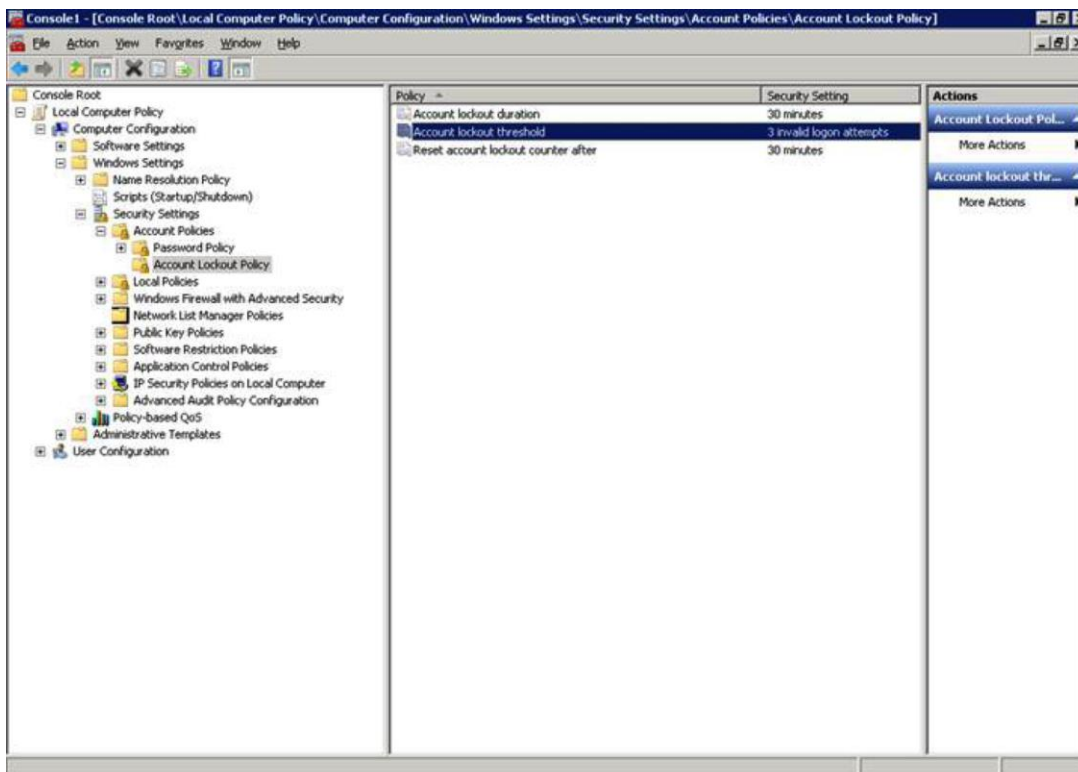 Console1 - [Console Root\Local Computer Policy\Computer Configuration\Windows Settings\Security Settings\Account Policies\Account Lockout Policy]
File Action View Favorites Window Help
Console Root
Local Computer Policy
Computer Configuration
Software Settings
Windows Settings
Name Resolution Policy
Scripts (Startup/Shutdown)
Security Settings
Account Policies
Password Policy
Account Lockout Policy
Local Policies
Windows Firewall with Advanced Security
Network List Manager Policies
Public Key Policies
Software Restriction Policies
Application Control Policies
IP Security Policies on Local Computer
Advanced Audit Policy Configuration
Policy-based QoS
Administrative Templates
User Configuration
Policy Security Setting
Account lockout duration 30 minutes
Account lockout threshold 3 invalid logon attempts
Reset account lockout counter after 30 minutes
Actions
Account Lockout Pol...
More Actions
Account lockout thr...
More Actions